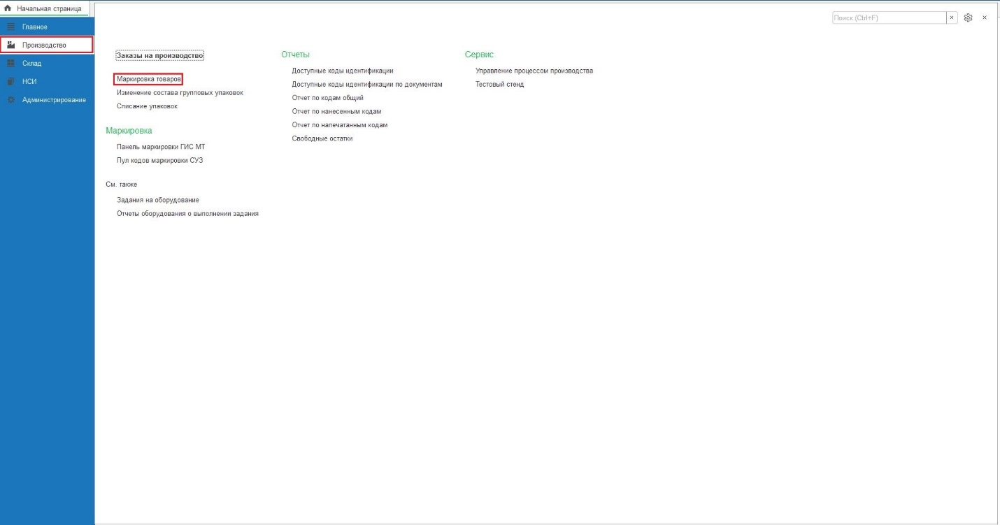 Начальная страница
Главное
Производство
Склад
НСИ
Администрирование
Поиск (Ctrl+F)
Заказы на производство
Маркировка товаров
Изменение состава групповых упаковок
Списание упаковок
Маркировка
Панель маркировки ГИС МТ
Пул кодов маркировки СУЗ
См. также
Задания на оборудование
Отчеты оборудования о выполнении задания
Отчеты
Доступные коды идентификации
Доступные коды идентификации по документам
Отчет по кодам общий
Отчет по нанесенным кодам
Отчет по напечатанным кодам
Свободные остатки
Сервис
Управление процессом производства
Тестовый стенд